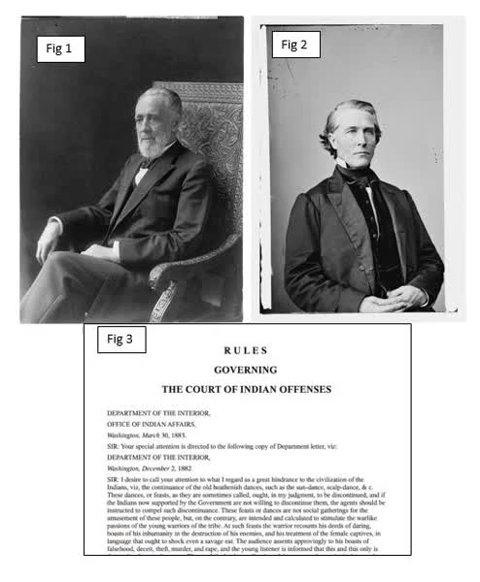 Fig 1
Fig 2
Fig 3
RULES
GOVERNING
THE COURT OF INDIAN OFFENSES
DEPARTMENT OF THE INTERIOR,
OFFICE OF INDIAN AFFAIRS.
Washington, March 30, 1883.
SIR: Your special attention is directed to the following copy of Department letter, viz:
DEPARTMENT OF THE INTERIOR,
Washington, December 2, 1882
SIR: I desire to call your attention to what I regard as a great hindrance to the civilization of the
Indians, viz, the continuance of the old heathenish dances, such as the sun-dance, scalp-dance, & c.
These dances, or feasts, as they are sometimes called, ought, in my judgment, to be discontinued, and if
the Indians now supported by the Government are not willing to discontinue them, the agents should be
instructed to compel such discontinuance. These feasts or dances are not social gatherings for the
amusement of these people, but, on the contrary, are intended and calculated to stimulate the warlike
passions of the young warriors of the tribe. At such feasts the warrior recounts his deeds of daring,
boasts of his inhumanity in the destruction of his enemies, and his treatment of the female captives, in
language that ought to shock even a savage ear. The audience assents approvingly to his boasts of
falsehood, deceit, theft, murder, and rape, and the young listener is informed that this and this only is